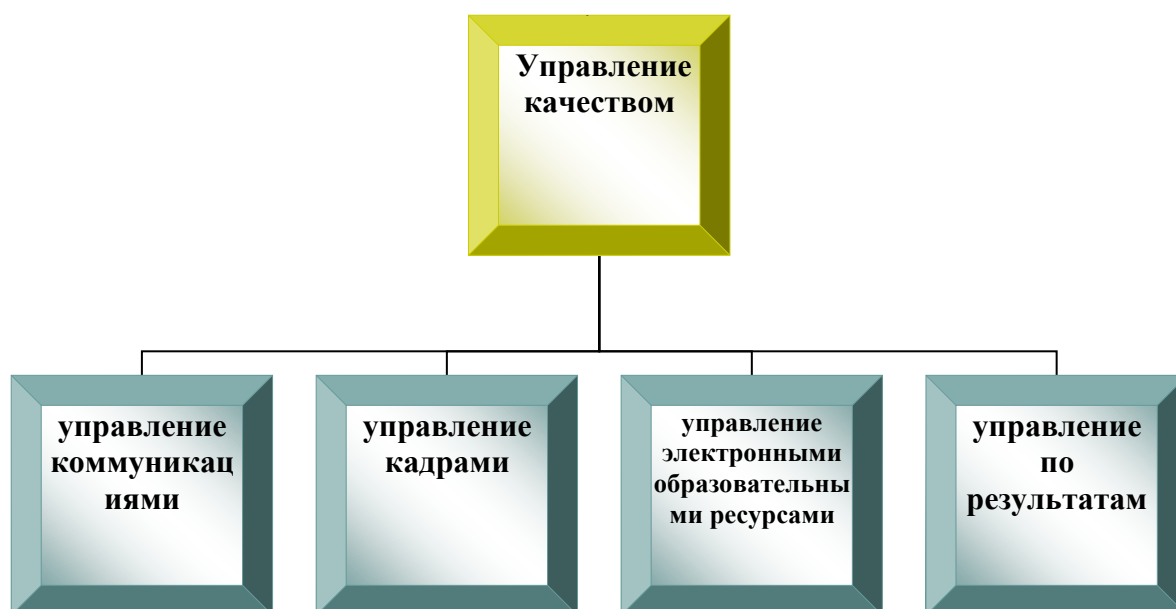 Управление
качеством
управление
коммуникац
иями
управление
кадрами
управление
электронными
образовательны
ми ресурсами
управление
по
результатам